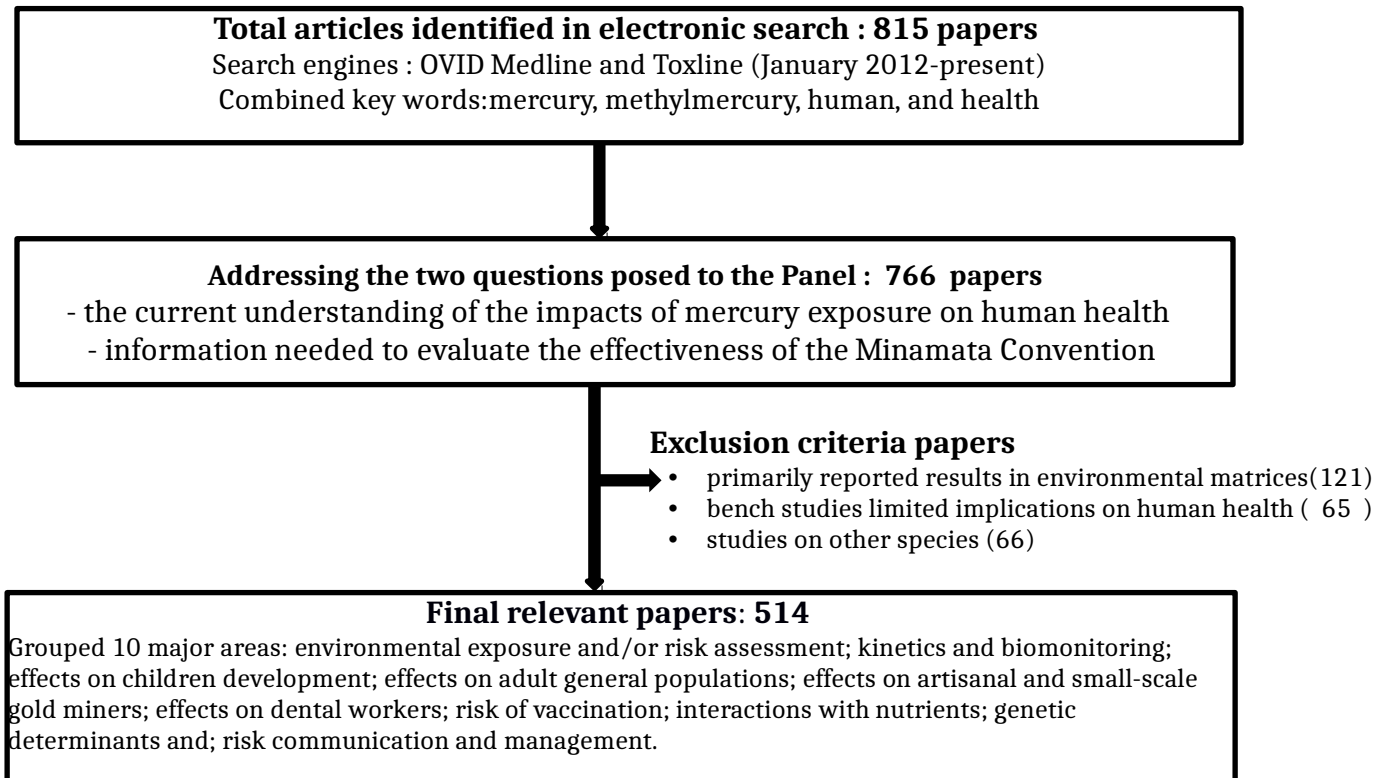 Total articles identified in electronic search : 815 papers
Search engines : OVID Medline and Toxline (January 2012-present)
Combined key words:mercury, methylmercury, human, and health
Addressing the two questions posed to the Panel :  766  papers
- the current understanding of the impacts of mercury exposure on human health
- information needed to evaluate the effectiveness of the Minamata Convention
Exclusion criteria papers
• primarily reported results in environmental matrices(121)
• bench studies limited implications on human health (  65  )
• studies on other species (66)
Final relevant papers: 514
Grouped 10 major areas: environmental exposure and/or risk assessment; kinetics and biomonitoring;
effects on children development; effects on adult general populations; effects on artisanal and small-scale
gold miners; effects on dental workers; risk of vaccination; interactions with nutrients; genetic
determinants and; risk communication and management.